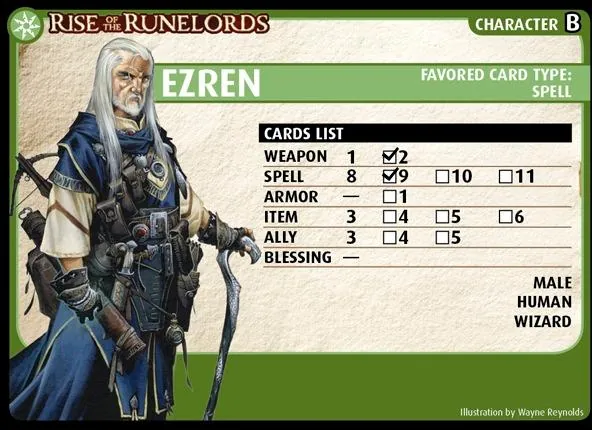 RISE OF THE RUNELORDS
CHARACTER B
EZREN
FAVORED CARD TYPE:
SPELL
CARDS LIST
WEAPON 1 ☑2
SPELL 8 ☑9 ☐10 ☐11
ARMOR — ☐1
ITEM 3 ☐4 ☐5 ☐6
ALLY 3 ☐4 ☐5
BLESSING —
MALE
HUMAN
WIZARD
Illustration by Wayne Reynolds